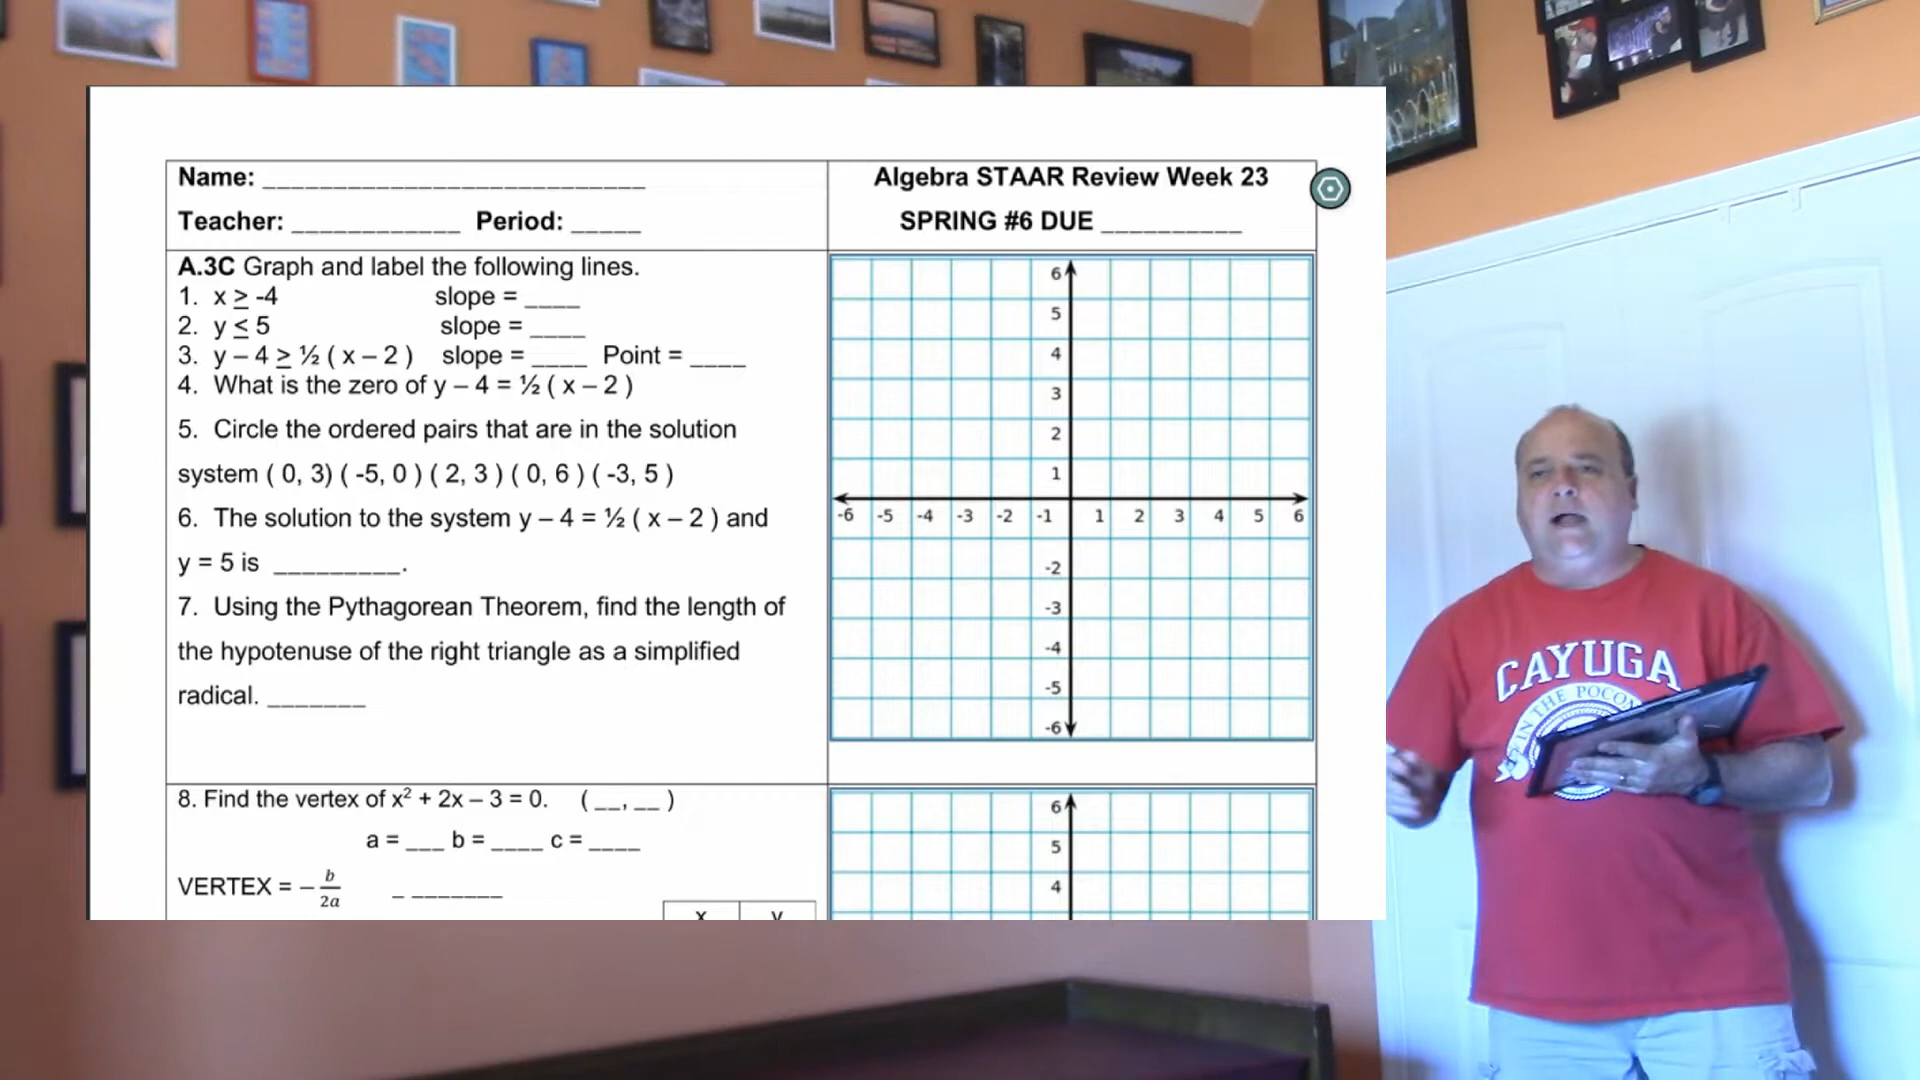 Name: ___________________________
Teacher: ____________ Period: _____
Algebra STAAR Review Week 23
SPRING #6 DUE __________
A.3C Graph and label the following lines.
1. x ≥ -4 slope = ____
2. y ≤ 5 slope = ____
3. y – 4 ≥ ½ ( x – 2 ) slope = ____ Point = ____
4. What is the zero of y – 4 = ½ ( x – 2 )
5. Circle the ordered pairs that are in the solution
system ( 0, 3) ( -5, 0 ) ( 2, 3 ) ( 0, 6 ) ( -3, 5 )
6. The solution to the system y – 4 = ½ ( x – 2 ) and
y = 5 is _________.
7. Using the Pythagorean Theorem, find the length of
the hypotenuse of the right triangle as a simplified
radical. _______
6
5
4
3
2
1
-6 -5 -4 -3 -2 -1 1 2 3 4 5 6
-2
-3
-4
-5
-6
8. Find the vertex of x² + 2x – 3 = 0. ( __, __ )
a = ___ b = ____ c = ____
VERTEX = – b/2a _ _______
x y
6
5
4
CAYUGA
IN THE POCON